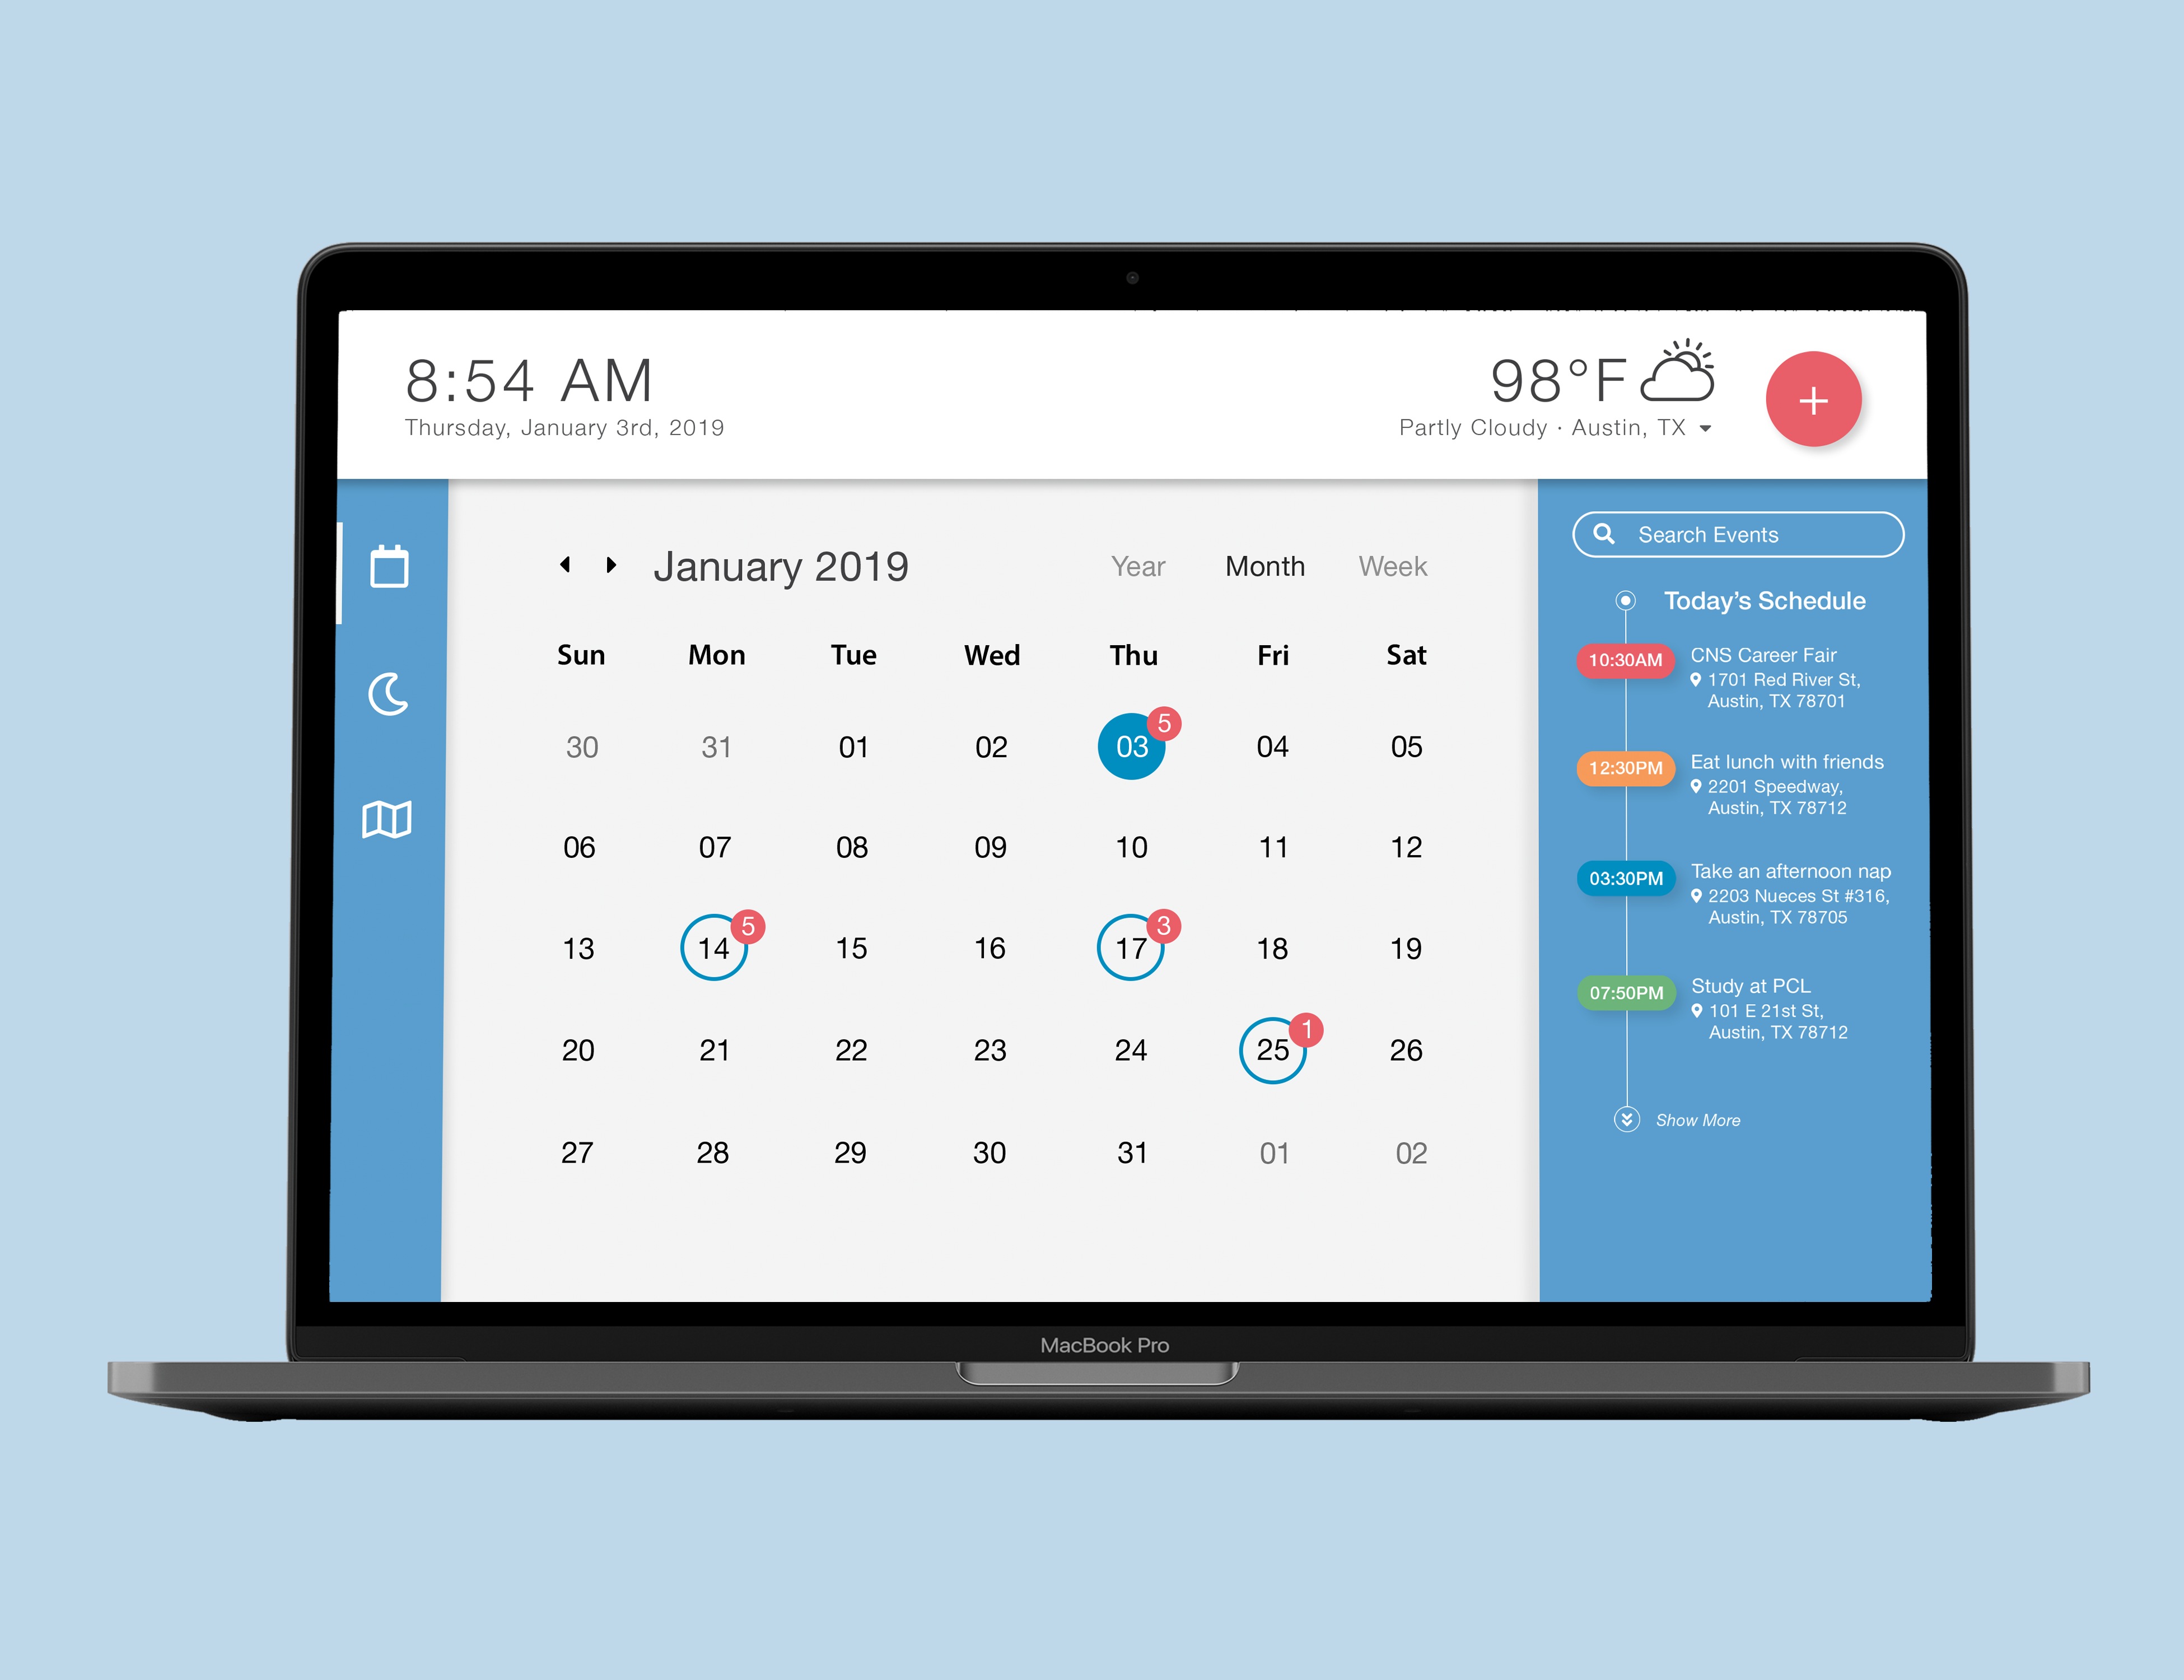 8:54 AM
Thursday, January 3rd, 2019
98°F
Partly Cloudy · Austin, TX
+
January 2019
Year Month Week
Sun Mon Tue Wed Thu Fri Sat
30 31 01 02 03 5 04 05
06 07 08 09 10 11 12
13 14 5 15 16 17 3 18 19
20 21 22 23 24 25 1 26
27 28 29 30 31 01 02
Search Events
Today’s Schedule
10:30AM CNS Career Fair
1701 Red River St,
Austin, TX 78701
12:30PM Eat lunch with friends
2201 Speedway,
Austin, TX 78712
03:30PM Take an afternoon nap
2203 Nueces St #316,
Austin, TX 78705
07:50PM Study at PCL
101 E 21st St,
Austin, TX 78712
Show More
MacBook Pro